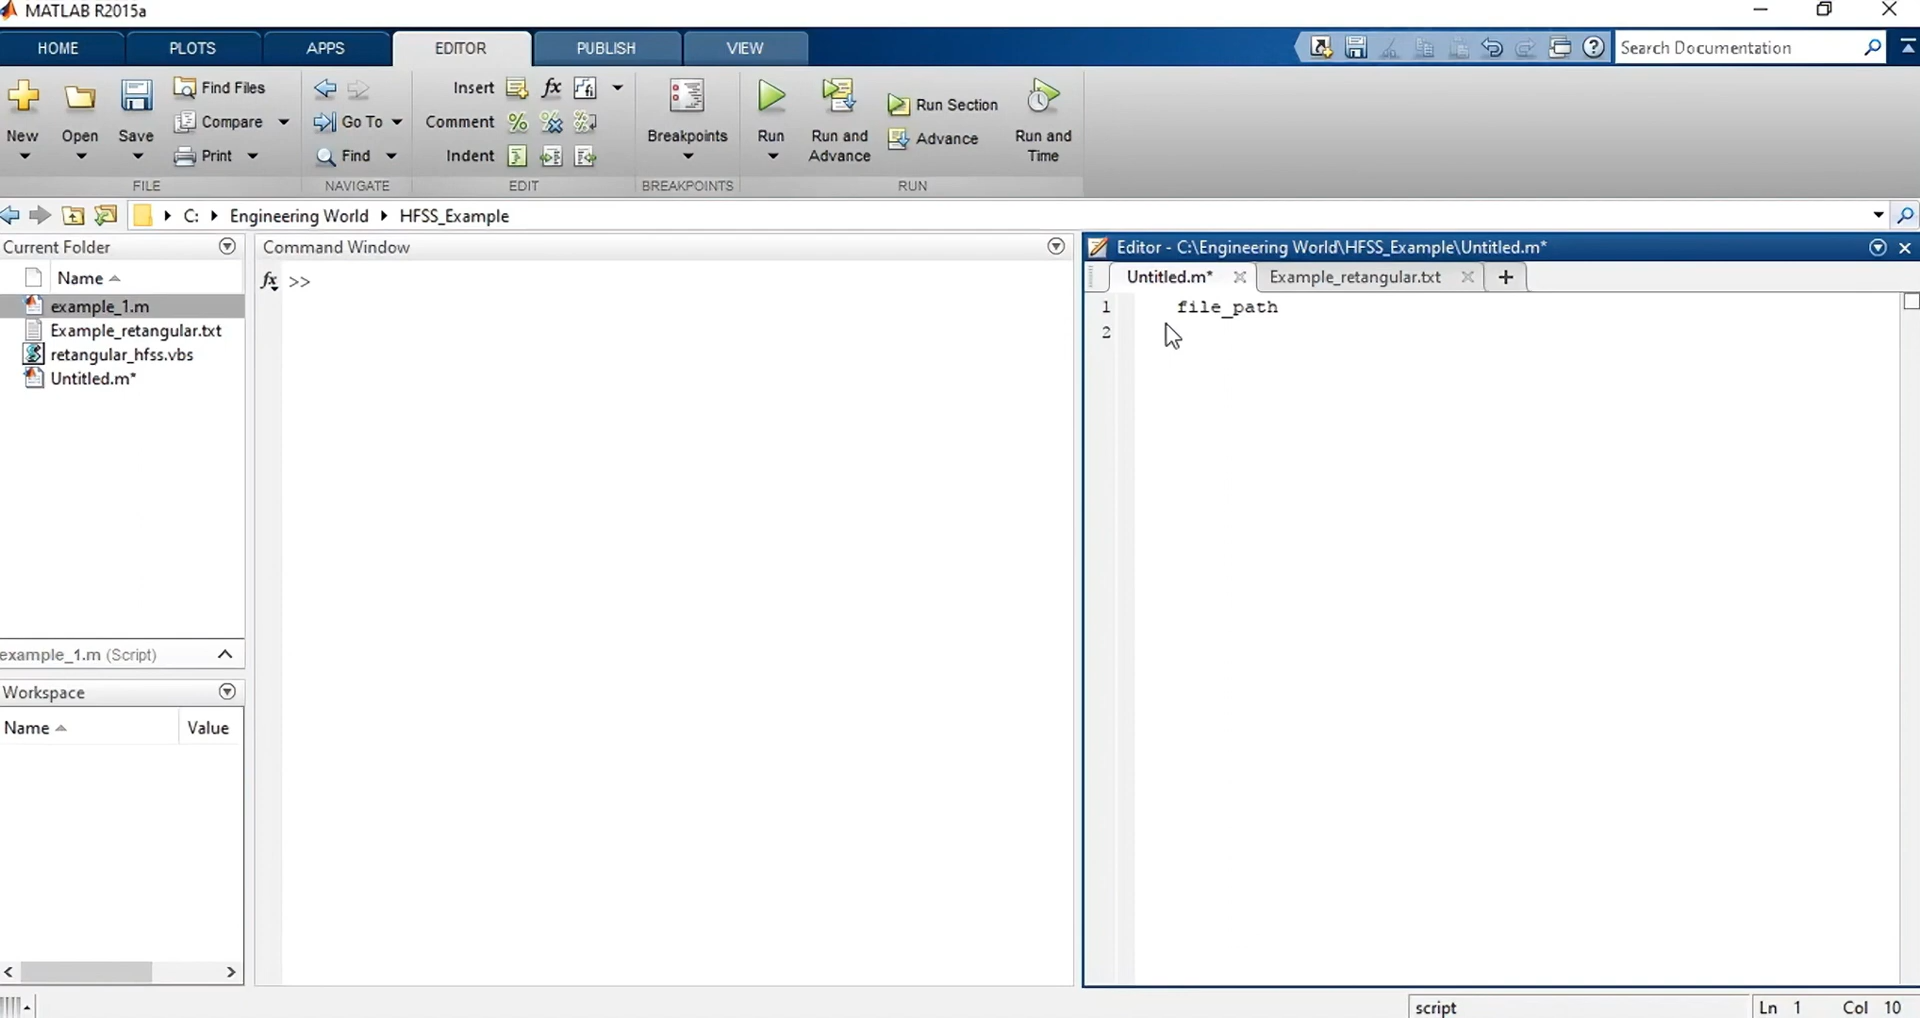 MATLAB R2015a
HOME PLOTS APPS EDITOR PUBLISH VIEW Search Documentation
New Open Save Find Files Compare Print
Go To Find
Insert Comment Indent
Breakpoints
Run Run and Advance Run Section Advance Run and Time
FILE NAVIGATE EDIT BREAKPOINTS RUN
C: Engineering World HFSS_Example
Current Folder
Name
example_1.m
Example_retangular.txt
retangular_hfss.vbs
Untitled.m*
example_1.m (Script)
Workspace
Name Value
Command Window
fx >>
Editor - C:\Engineering World\HFSS_Example\Untitled.m*
Untitled.m* Example_retangular.txt
1 file_path
2
script Ln 1 Col 10